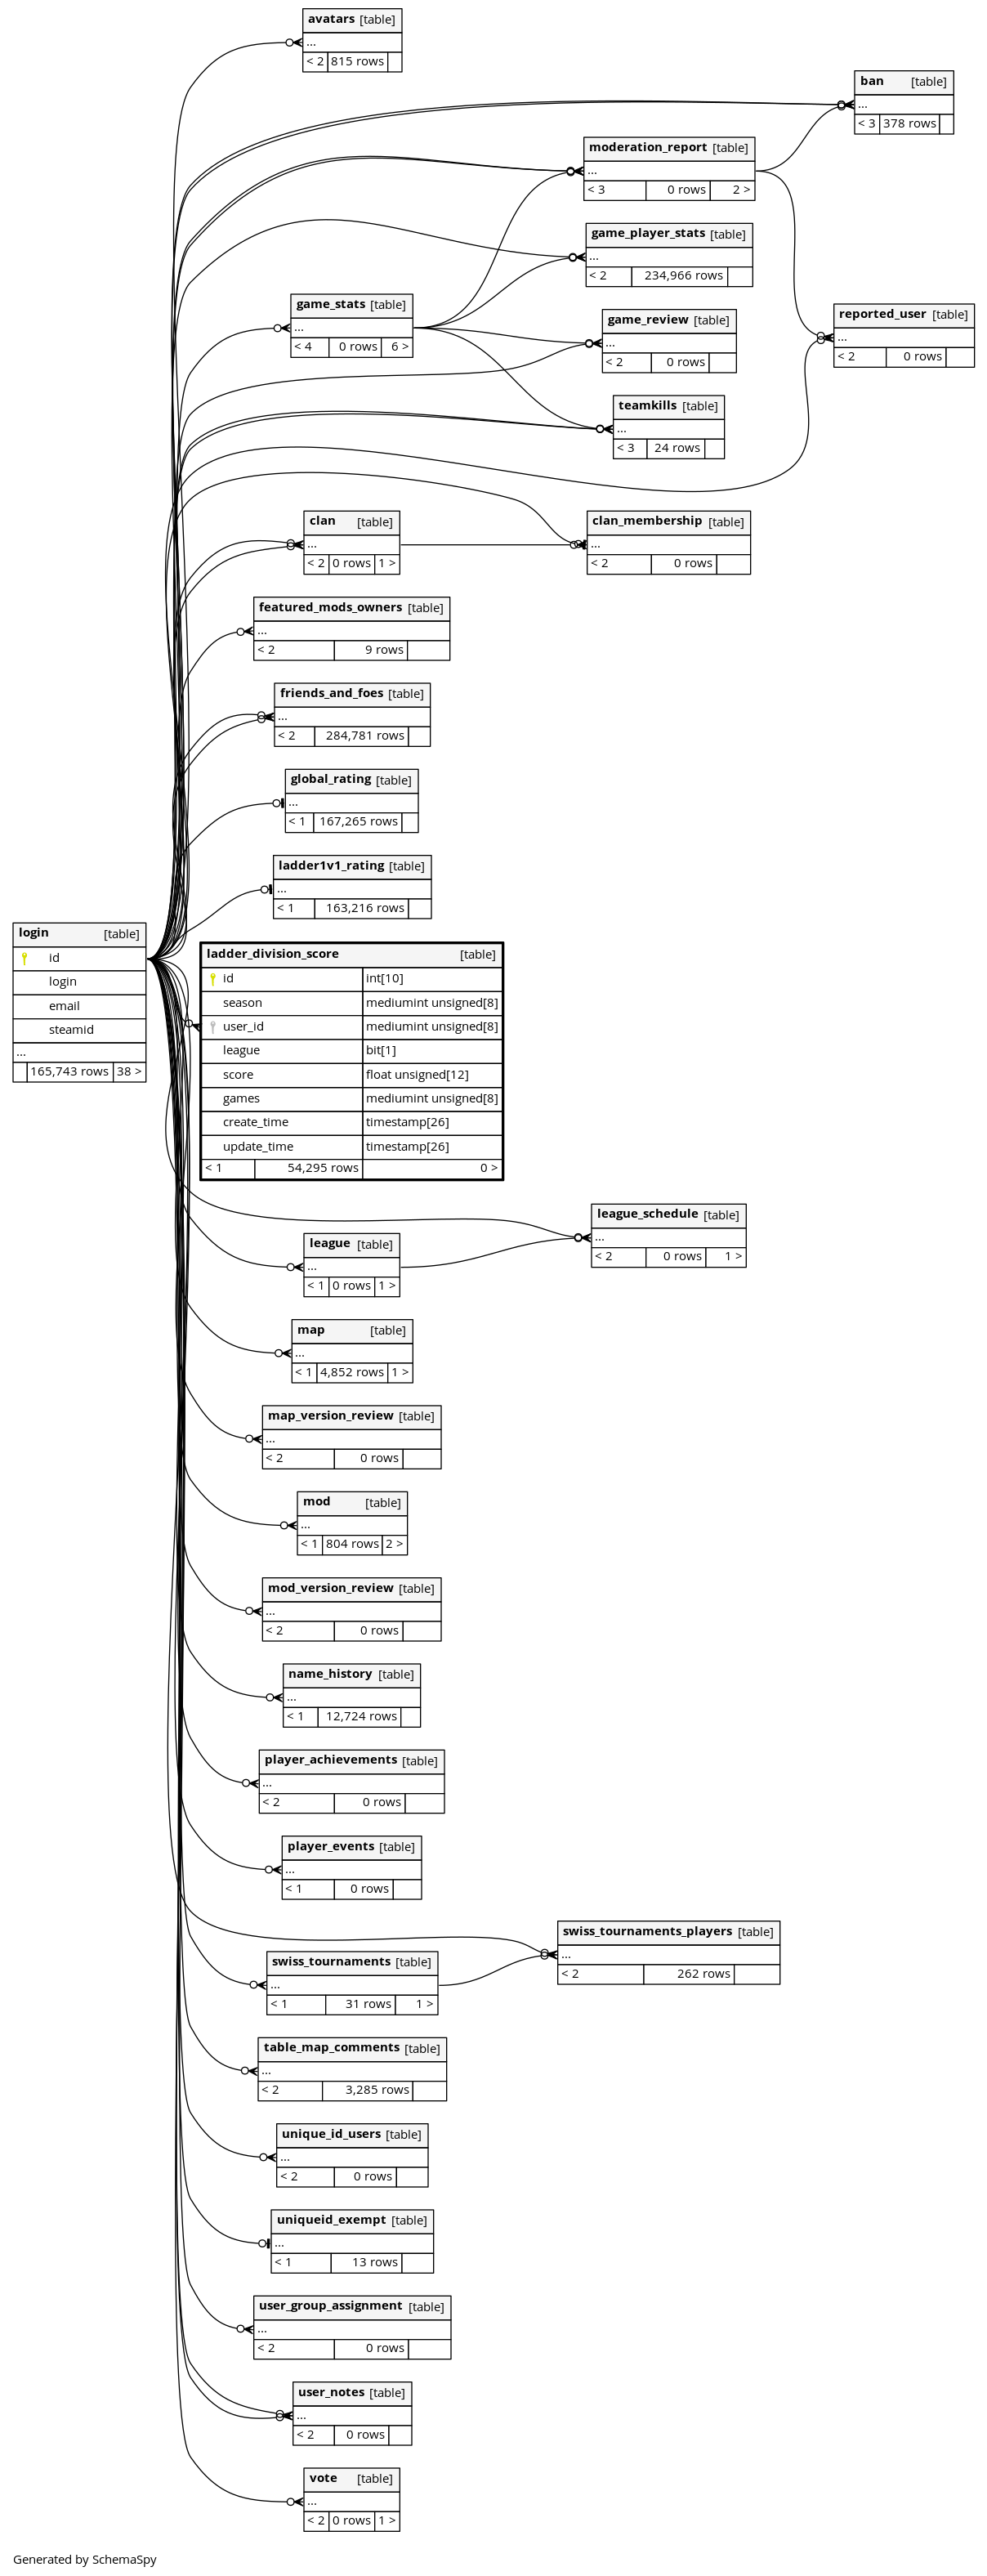 avatars [table]
...
< 2 815 rows
ban [table]
...
< 3 378 rows
moderation_report [table]
...
< 3 0 rows 2 >
game_player_stats [table]
...
< 2 234,966 rows
game_stats [table]
...
< 4 0 rows 6 >
game_review [table]
...
< 2 0 rows
reported_user [table]
...
< 2 0 rows
teamkills [table]
...
< 3 24 rows
clan [table]
...
< 2 0 rows 1 >
clan_membership [table]
...
< 2 0 rows
featured_mods_owners [table]
...
< 2 9 rows
friends_and_foes [table]
...
< 2 284,781 rows
global_rating [table]
...
< 1 167,265 rows
ladder1v1_rating [table]
...
< 1 163,216 rows
login [table]
id
login
email
steamid
...
165,743 rows 38 >
ladder_division_score [table]
id int[10]
season mediumint unsigned[8]
user_id mediumint unsigned[8]
league bit[1]
score float unsigned[12]
games mediumint unsigned[8]
create_time timestamp[26]
update_time timestamp[26]
< 1 54,295 rows 0 >
league_schedule [table]
...
< 2 0 rows 1 >
league [table]
...
< 1 0 rows 1 >
map [table]
...
< 1 4,852 rows 1 >
map_version_review [table]
...
< 2 0 rows
mod [table]
...
< 1 804 rows 2 >
mod_version_review [table]
...
< 2 0 rows
name_history [table]
...
< 1 12,724 rows
player_achievements [table]
...
< 2 0 rows
player_events [table]
...
< 1 0 rows
swiss_tournaments_players [table]
...
< 2 262 rows
swiss_tournaments [table]
...
< 1 31 rows 1 >
table_map_comments [table]
...
< 2 3,285 rows
unique_id_users [table]
...
< 2 0 rows
uniqueid_exempt [table]
...
< 1 13 rows
user_group_assignment [table]
...
< 2 0 rows
user_notes [table]
...
< 2 0 rows
vote [table]
...
< 2 0 rows 1 >
Generated by SchemaSpy